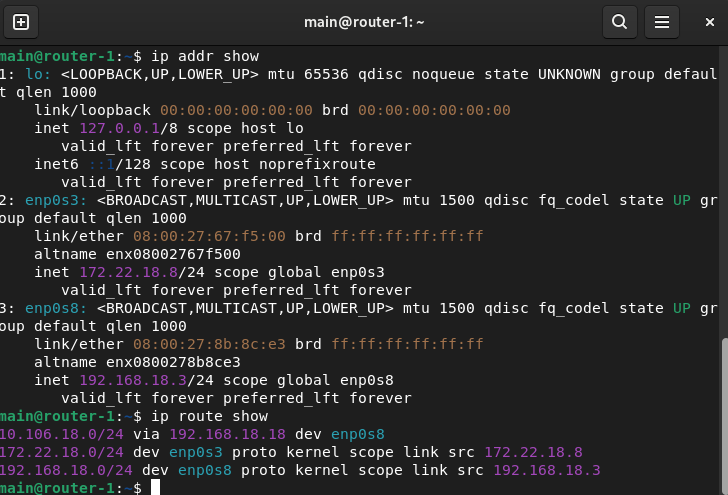 main@router-1: ~
main@router-1:~$ ip addr show
1: lo: <LOOPBACK,UP,LOWER_UP> mtu 65536 qdisc noqueue state UNKNOWN group defaul
t qlen 1000
    link/loopback 00:00:00:00:00:00 brd 00:00:00:00:00:00
    inet 127.0.0.1/8 scope host lo
       valid_lft forever preferred_lft forever
    inet6 ::1/128 scope host noprefixroute
       valid_lft forever preferred_lft forever
2: enp0s3: <BROADCAST,MULTICAST,UP,LOWER_UP> mtu 1500 qdisc fq_codel state UP gr
oup default qlen 1000
    link/ether 08:00:27:67:f5:00 brd ff:ff:ff:ff:ff:ff
    altname enx08002767f500
    inet 172.22.18.8/24 scope global enp0s3
       valid_lft forever preferred_lft forever
3: enp0s8: <BROADCAST,MULTICAST,UP,LOWER_UP> mtu 1500 qdisc fq_codel state UP gr
oup default qlen 1000
    link/ether 08:00:27:8b:8c:e3 brd ff:ff:ff:ff:ff:ff
    altname enx0800278b8ce3
    inet 192.168.18.3/24 scope global enp0s8
       valid_lft forever preferred_lft forever
main@router-1:~$ ip route show
10.106.18.0/24 via 192.168.18.18 dev enp0s8
172.22.18.0/24 dev enp0s3 proto kernel scope link src 172.22.18.8
192.168.18.0/24 dev enp0s8 proto kernel scope link src 192.168.18.3
main@router-1:~$